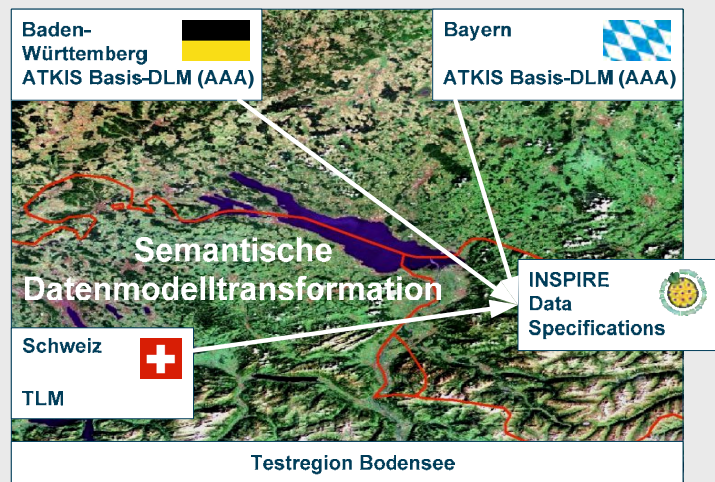 Baden-
Württemberg
ATKIS Basis-DLM (AAA)
Bayern
ATKIS Basis-DLM (AAA)
Semantische
Datenmodelltransformation
INSPIRE
Data
Specifications
Schweiz
TLM
Testregion Bodensee